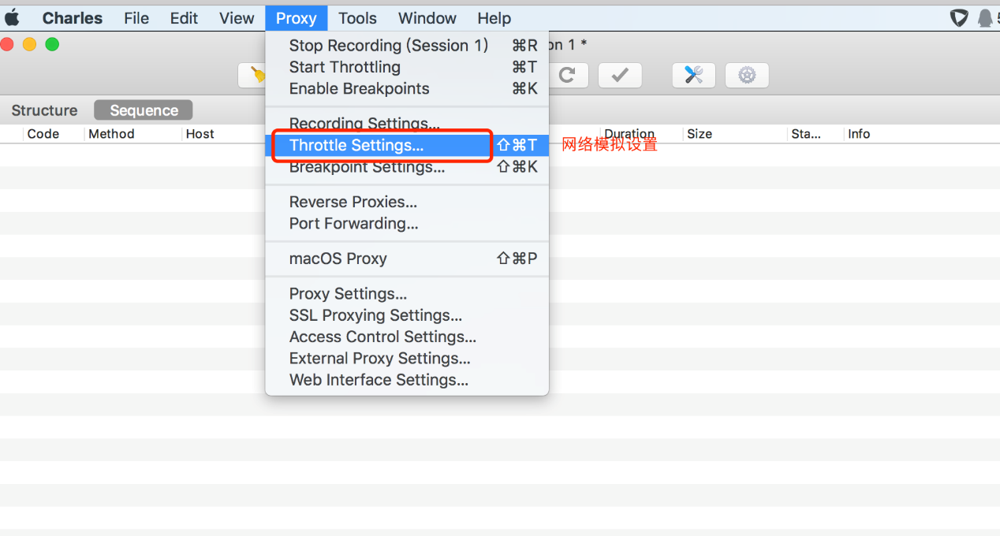 Charles File Edit View Proxy Tools Window Help
Stop Recording (Session 1) ⌘R
on 1 *
Start Throttling ⌘T
Enable Breakpoints ⌘K
Structure Sequence
Recording Settings...
Code Method Host Duration Size Sta... Info
Throttle Settings... ⇧⌘T 网络模拟设置
Breakpoint Settings... ⇧⌘K
Reverse Proxies...
Port Forwarding...
macOS Proxy ⇧⌘P
Proxy Settings...
SSL Proxying Settings...
Access Control Settings...
External Proxy Settings...
Web Interface Settings...